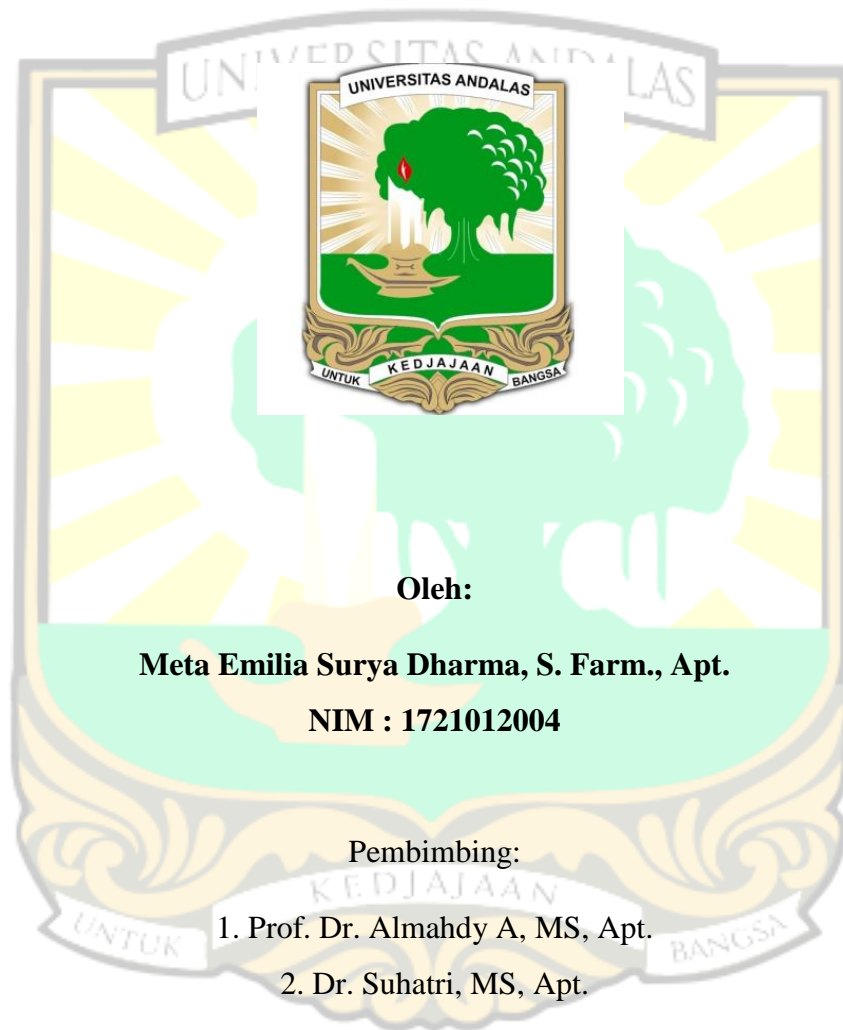 UNIVERSITAS ANDALAS
UNIVERSITAS ANDALAS
UNTUK KEDJAJAAN BANGSA
Oleh:
Meta Emilia Surya Dharma, S. Farm., Apt.
NIM : 1721012004
Pembimbing:
KEDJAJAAN
UNTUK BANGSA
1. Prof. Dr. Almahdy A, MS, Apt.
2. Dr. Suhatri, MS, Apt.